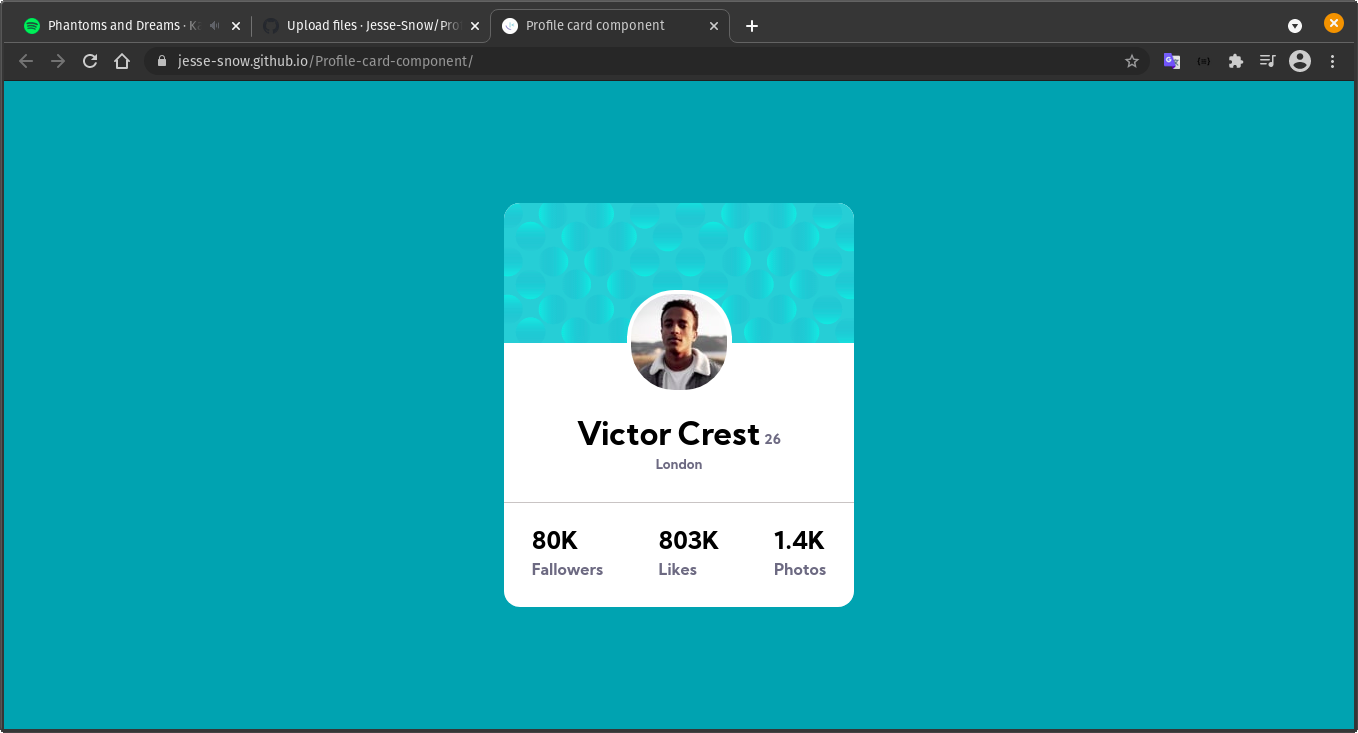 Phantoms and Dreams · Ka
Upload files · Jesse-Snow/Pro
Profile card component
jesse-snow.github.io/Profile-card-component/
Victor Crest 26
London
80K 803K 1.4K
Fallowers Likes Photos